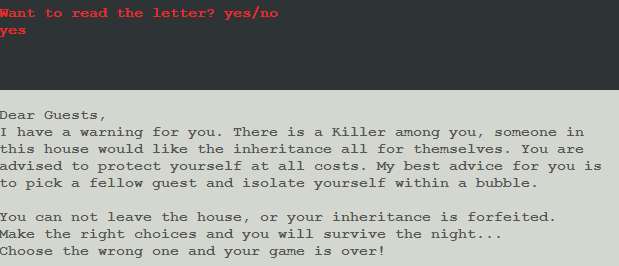 Want to read the letter? yes/no
yes
Dear Guests,
I have a warning for you. There is a Killer among you, someone in
this house would like the inheritance all for themselves. You are
advised to protect yourself at all costs. My best advice for you is
to pick a fellow guest and isolate yourself within a bubble.
You can not leave the house, or your inheritance is forfeited.
Make the right choices and you will survive the night...
Choose the wrong one and your game is over!